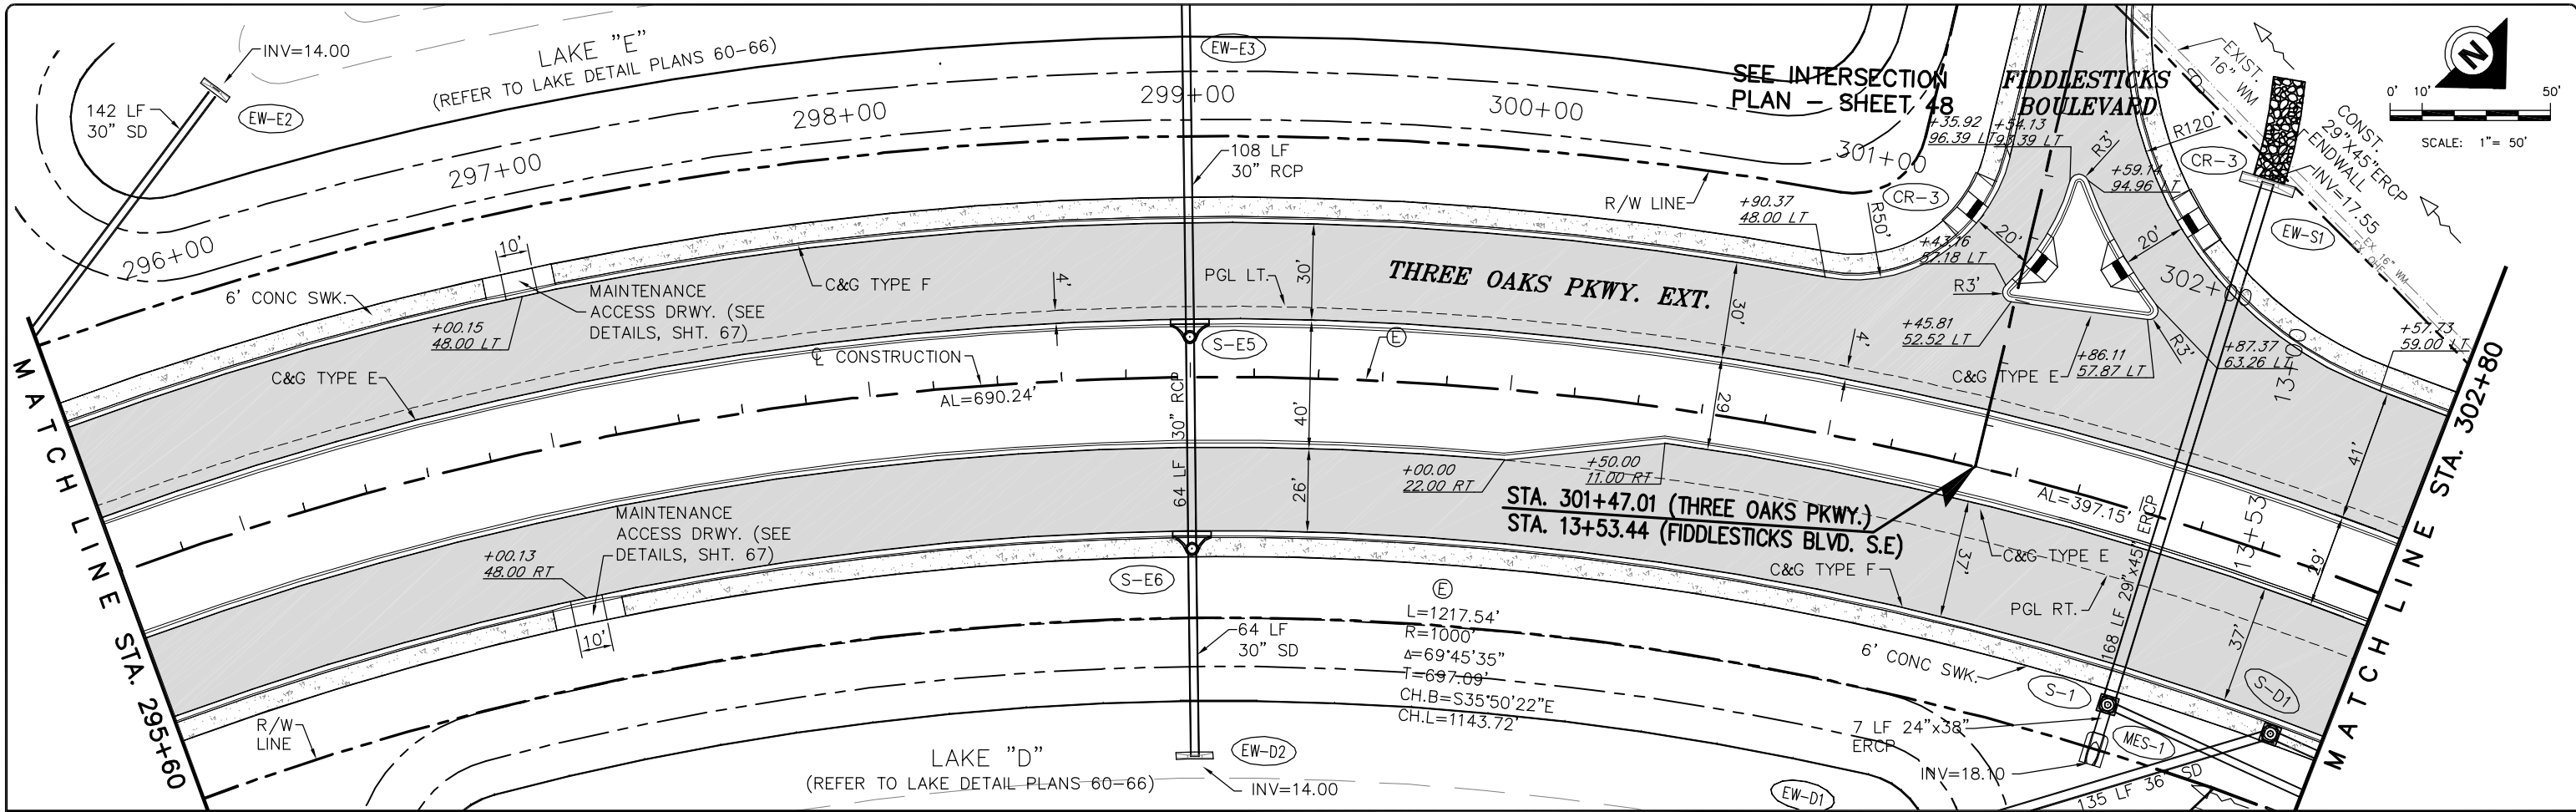 LAKE "E"
(REFER TO LAKE DETAIL PLANS 60-66)
INV=14.00
142 LF
30" SD
EW-E2
EW-E3
296+00
297+00
298+00
299+00
300+00
301+00
302+00
108 LF
30" RCP
R/W LINE
SEE INTERSECTION
PLAN - SHEET 48
FIDDLESTICKS
BOULEVARD
+35.92
96.39 LT
+54.13
93.39 LT
R3'
R120'
+59.14
94.96 LT
CR-3
CR-3
EXIST.
16" WM
SD
CONST.
29"X45"ERCP
ENDWALL
INV=17.55
EX. 16" WM
EX. OHE
EW-S1
N
0' 10' 50'
SCALE: 1"= 50'
+90.37
48.00 LT
R50'
20'
20'
+43.16
57.18 LT
R3'
+45.81
52.52 LT
C&G TYPE E
+86.11
57.87 LT
R3'
+87.37
63.26 LT
13+00
+57.73
59.00 LT
6' CONC SWK.
10'
MAINTENANCE
ACCESS DRWY. (SEE
DETAILS, SHT. 67)
+00.15
48.00 LT
C&G TYPE F
4'
PGL LT.
30'
THREE OAKS PKWY. EXT.
30'
4'
C&G TYPE E
℄ CONSTRUCTION
AL=690.24'
S-E5
E
64 LF 30" RCP
40'
29'
26'
+00.00
22.00 RT
+50.00
11.00 RT
STA. 301+47.01 (THREE OAKS PKWY.)
STA. 13+53.44 (FIDDLESTICKS BLVD. S.E)
AL=397.15'
13+53
41'
29'
37'
37'
C&G TYPE E
C&G TYPE F
PGL RT.
168 LF 29"x45" ERCP
MAINTENANCE
ACCESS DRWY. (SEE
DETAILS, SHT. 67)
+00.13
48.00 RT
10'
S-E6
64 LF
30" SD
E
L=1217.54'
R=1000'
Δ=69°45'35"
T=697.09'
CH.B=S35°50'22"E
CH.L=1143.72'
6' CONC SWK.
S-1
S-D1
7 LF 24"x38"
ERCP
MES-1
INV=18.10
135 LF 36" SD
EW-D1
R/W
LINE
LAKE "D"
(REFER TO LAKE DETAIL PLANS 60-66)
EW-D2
INV=14.00
MATCH LINE STA. 295+60
MATCH LINE STA. 302+80